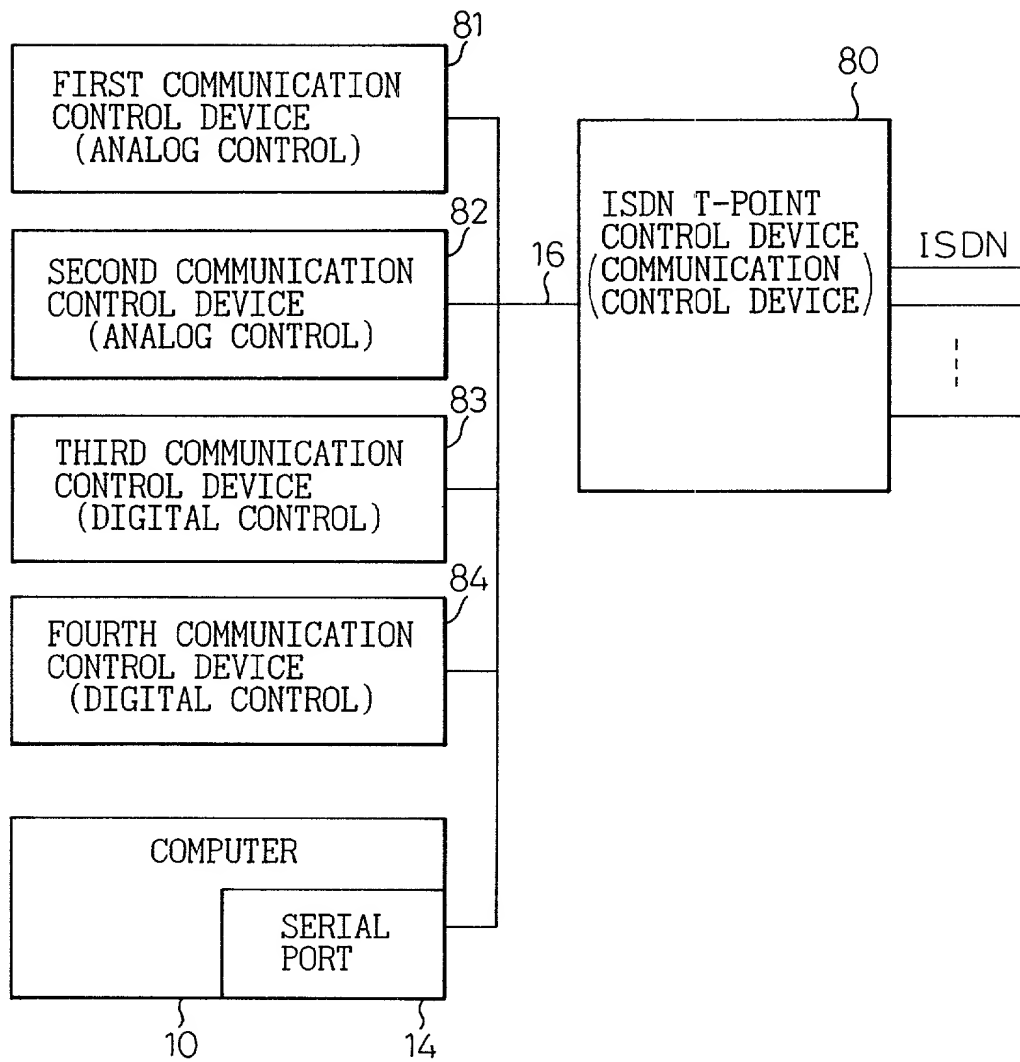 81
FIRST COMMUNICATION
CONTROL DEVICE
(ANALOG CONTROL)
82
SECOND COMMUNICATION
CONTROL DEVICE
(ANALOG CONTROL)
83
THIRD COMMUNICATION
CONTROL DEVICE
(DIGITAL CONTROL)
84
FOURTH COMMUNICATION
CONTROL DEVICE
(DIGITAL CONTROL)
COMPUTER
SERIAL
PORT
10
14
16
80
ISDN T-POINT
CONTROL DEVICE
(COMMUNICATION
CONTROL DEVICE)
ISDN